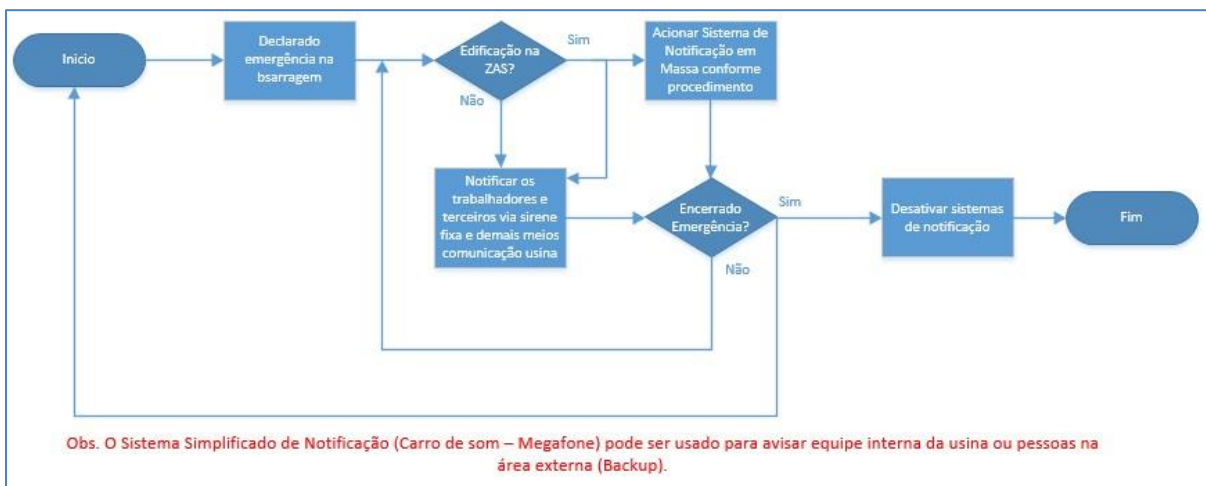 Inicio
Declarado
emergência na
bsarragem
Edificação na
ZAS?
Sim
Não
Acionar Sistema de
Notificação em
Massa conforme
procedimento
Notificar os
trabalhadores e
terceiros via sirene
fixa e demais meios
comunicação usina
Encerrado
Emergência?
Sim
Não
Desativar sistemas
de notificação
Fim
Obs. O Sistema Simplificado de Notificação (Carro de som – Megafone) pode ser usado para avisar equipe interna da usina ou pessoas na
área externa (Backup).